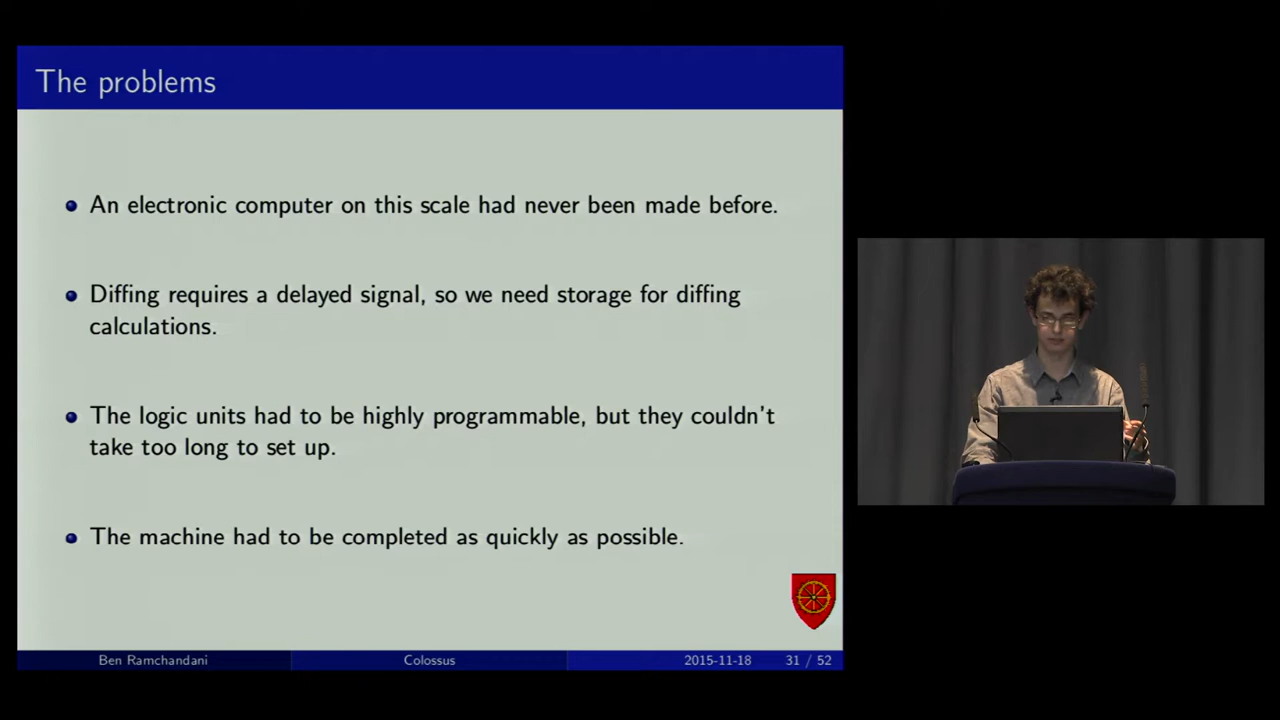 The problems
An electronic computer on this scale had never been made before.
Diffing requires a delayed signal, so we need storage for diffing
calculations.
The logic units had to be highly programmable, but they couldn't
take too long to set up.
The machine had to be completed as quickly as possible.
Ben Ramchandani
Colossus
2015-11-18
31 / 52